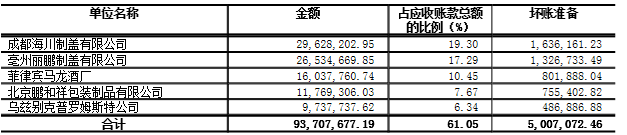 单位名称 金额 占应收账款总额的比例（%） 坏账准备
成都海川制盖有限公司 29,628,202.95 19.30 1,636,161.23
亳州丽鹏制盖有限公司 26,534,669.85 17.29 1,326,733.49
菲律宾马龙酒厂 16,037,760.74 10.45 801,888.04
北京鹏和祥包装制品有限公司 11,769,306.03 7.67 755,402.82
乌兹别克普罗姆斯特公司 9,737,737.62 6.34 486,886.88
合计 93,707,677.19 61.05 5,007,072.46